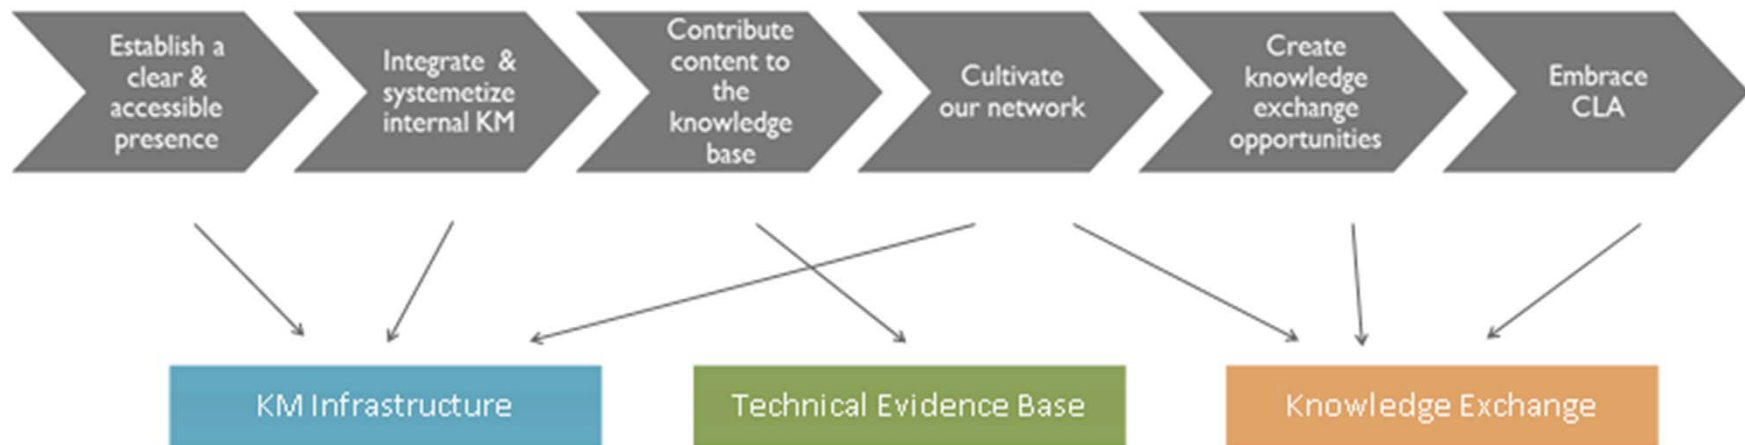 Establish a
clear &
accessible
presence
Integrate &
systemetize
internal KM
Contribute
content to
the
knowledge
base
Cultivate
our network
Create
knowledge
exchange
opportunities
Embrace
CLA
KM Infrastructure
Technical Evidence Base
Knowledge Exchange